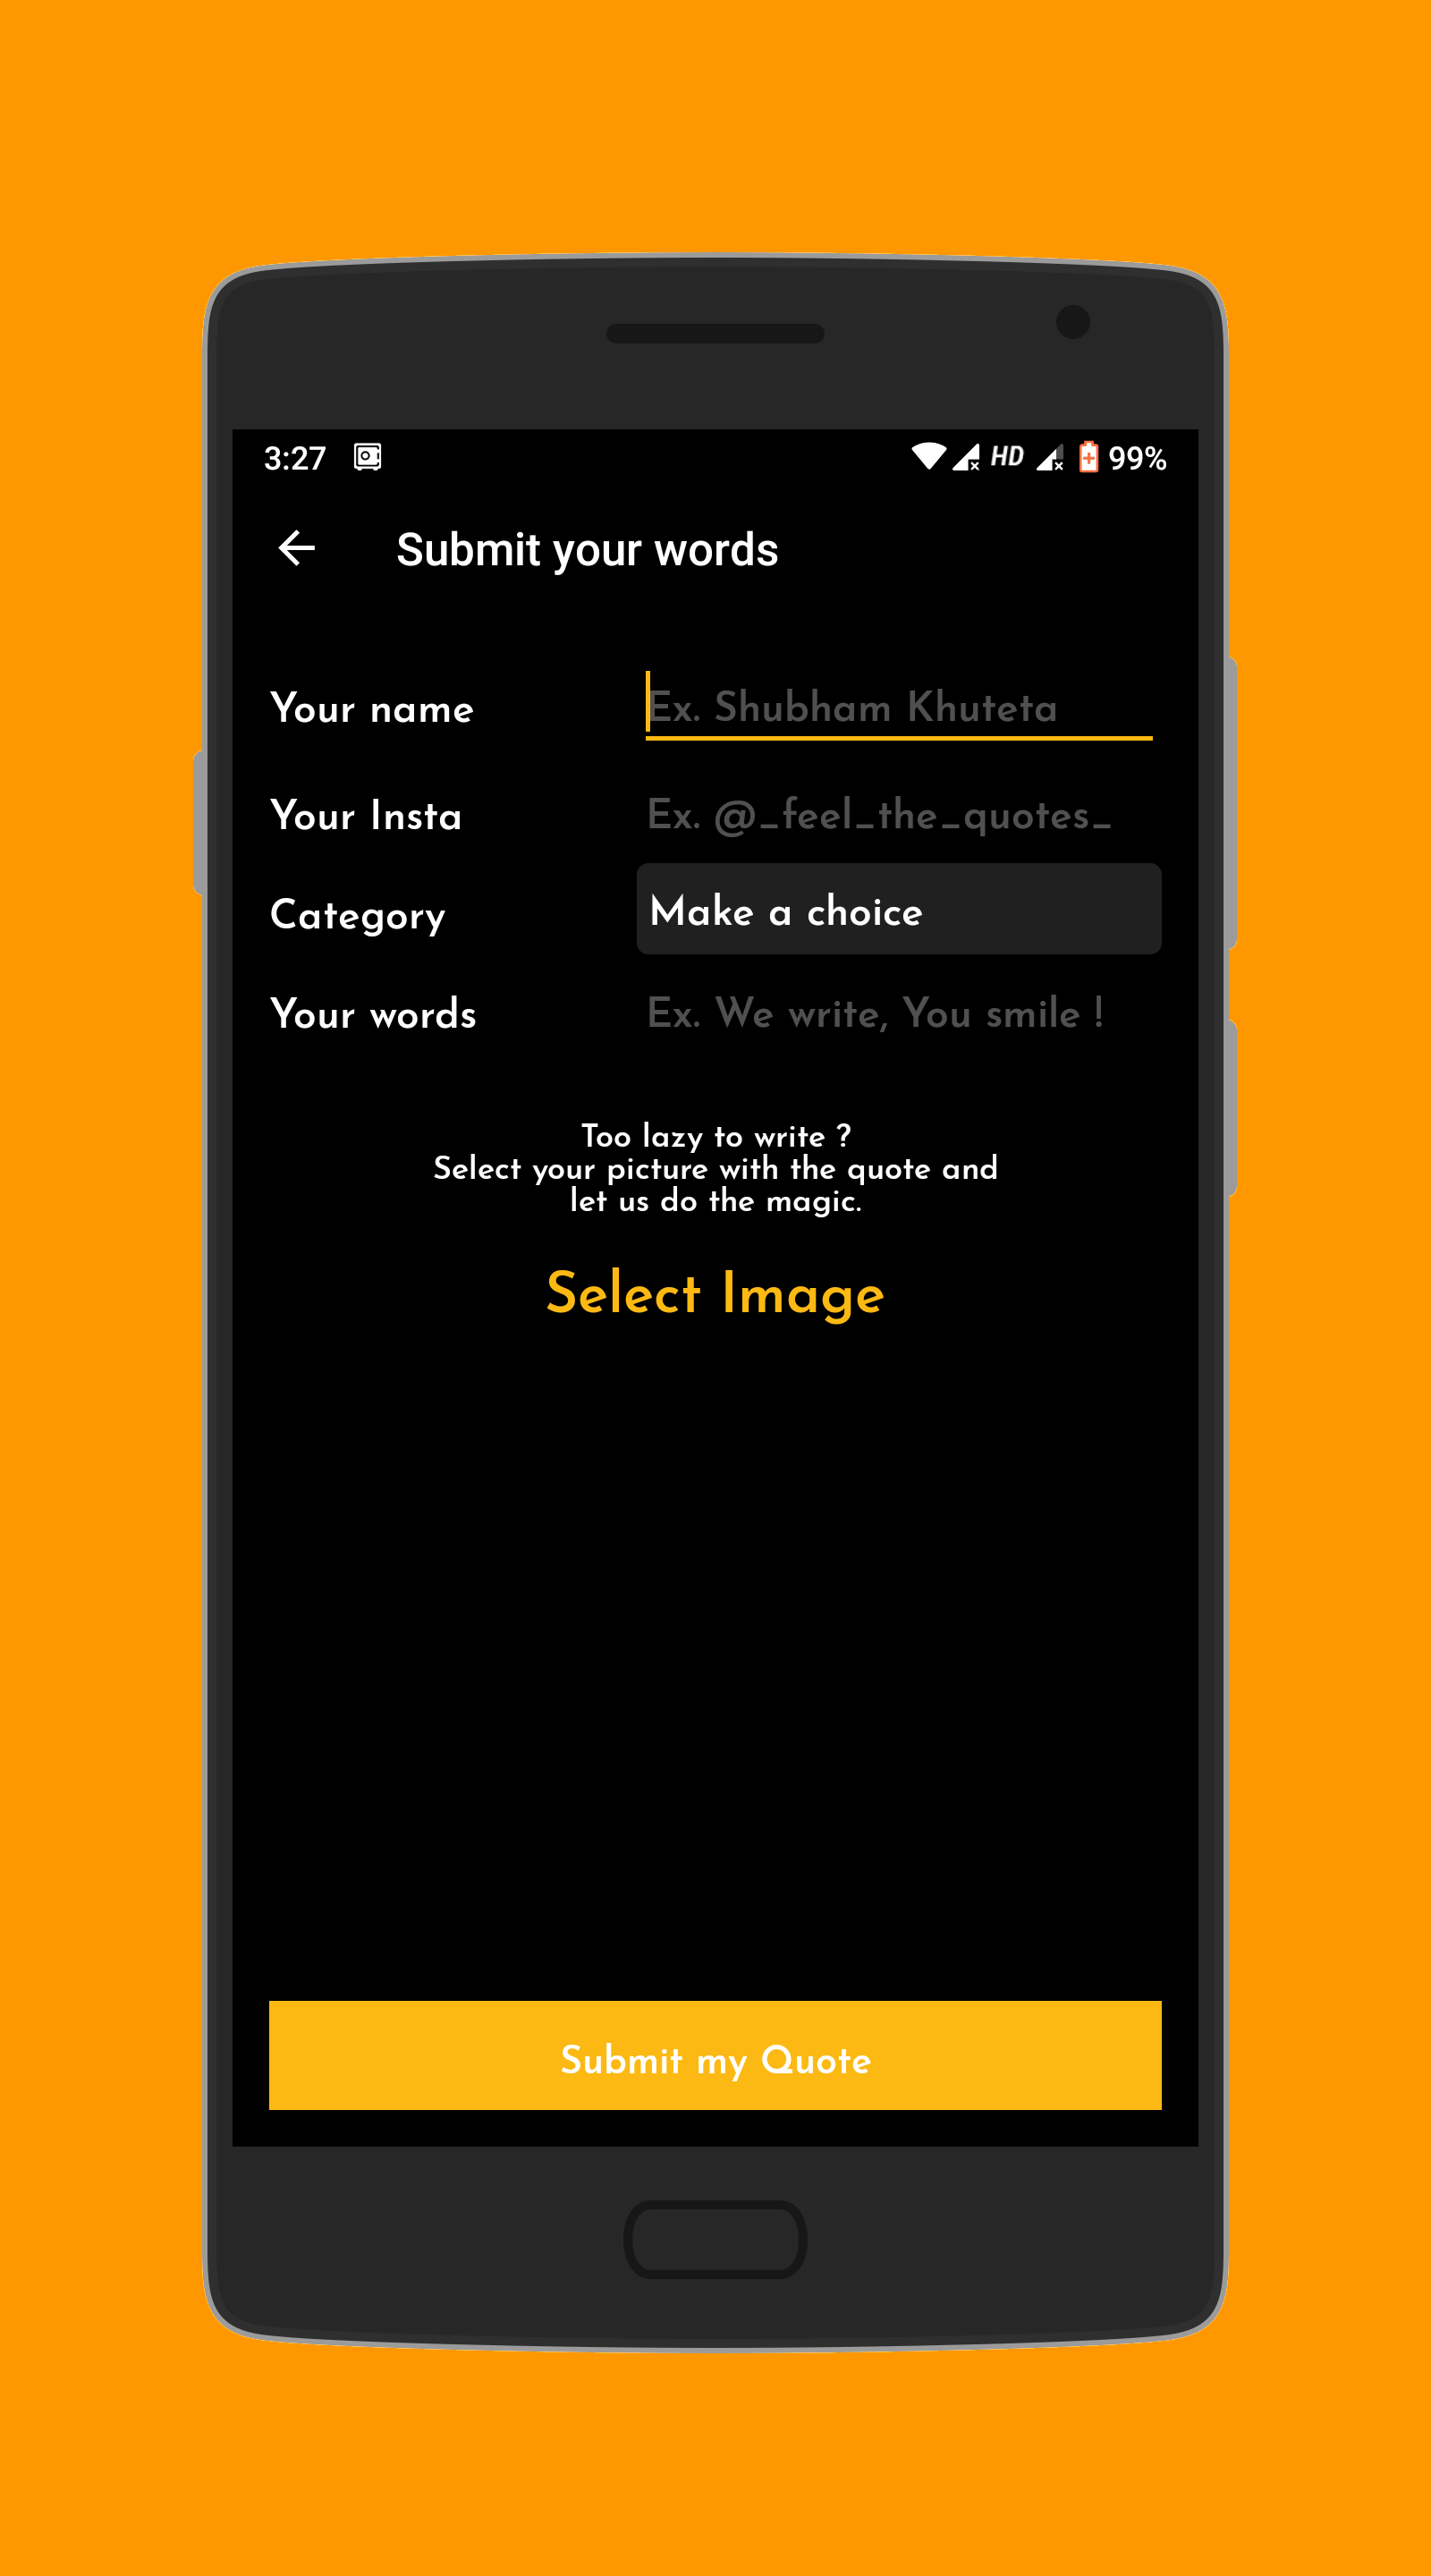 3:27 HD 99%
Submit your words
Your name Ex. Shubham Khuteta
Your Insta Ex. @_feel_the_quotes_
Category Make a choice
Your words Ex. We write, You smile !
Too lazy to write ?
Select your picture with the quote and
let us do the magic.
Select Image
Submit my Quote